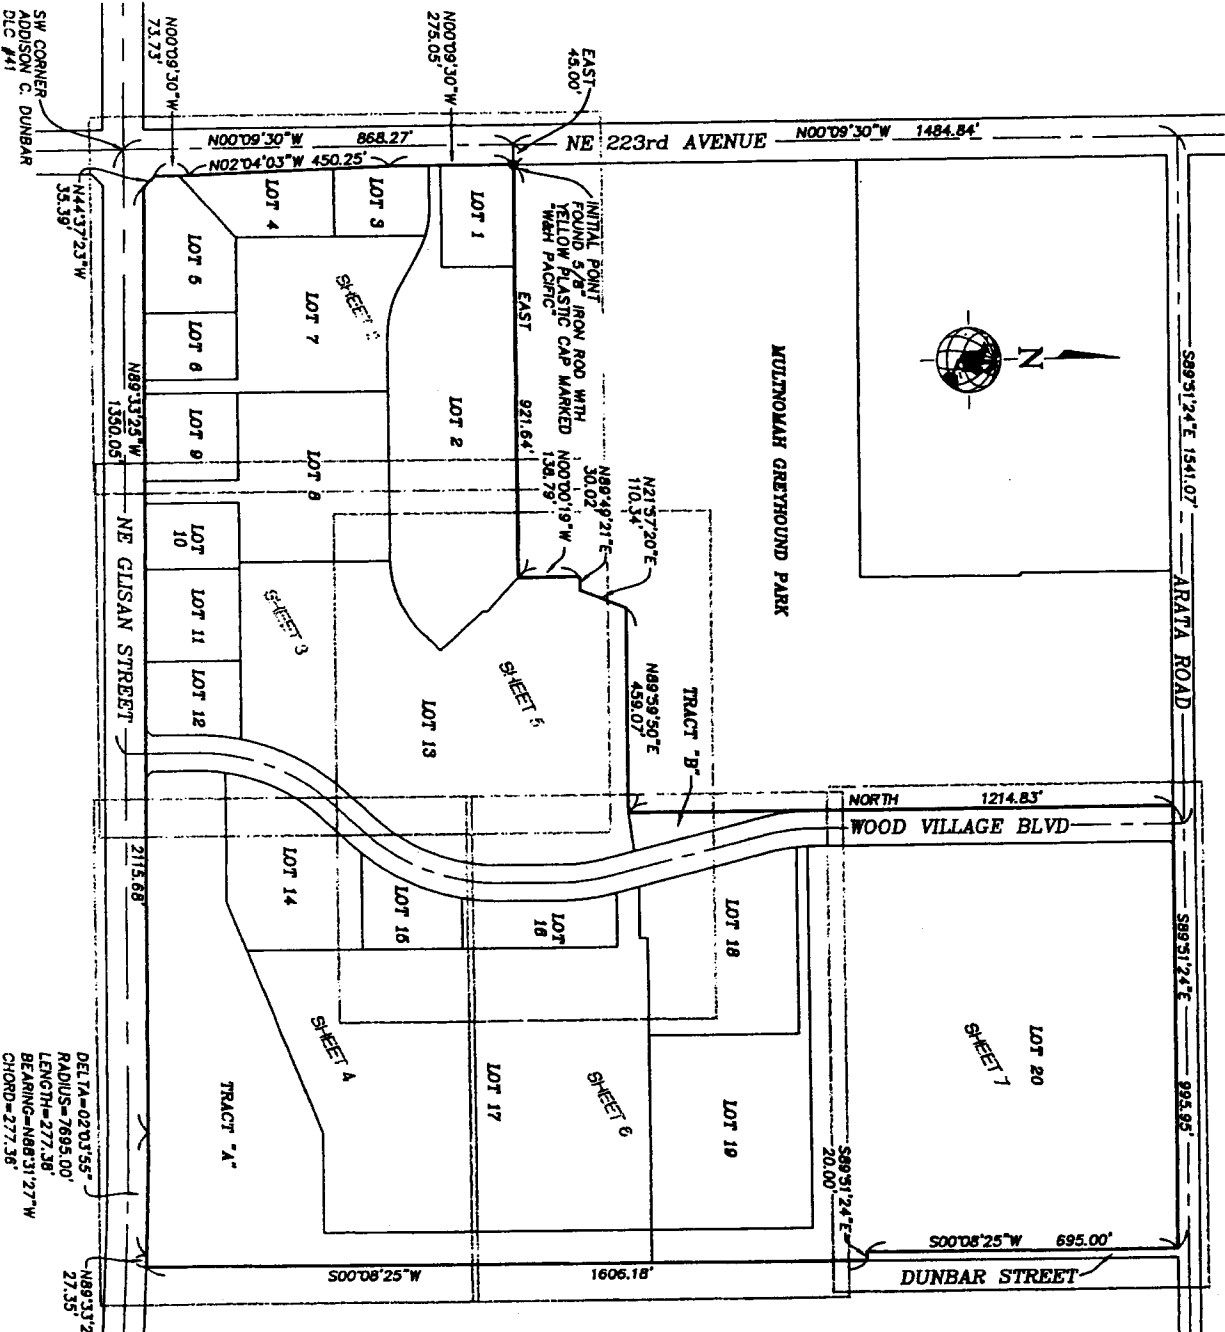 SW CORNER
ADDISON C. DUNBAR
DLC #41
N00°09'30"W
73.73'
N00°09'30"W
275.05'
EAST
45.00'
N00°09'30"W 868.27'
NE 223rd AVENUE
N00°09'30"W 1484.84'
N02°04'03"W 450.25'
N44°37'23"W
35.39'
INITIAL POINT
FOUND 5/8" IRON ROD WITH
YELLOW PLASTIC CAP MARKED
"W&H PACIFIC"
LOT 1
LOT 3
LOT 4
LOT 5
LOT 6
LOT 7
LOT 2
LOT 9
LOT 8
LOT
10
LOT 11
LOT 12
LOT 13
SHEET
SHEET 3
SHEET 5
EAST 921.64'
N00°00'19"W
138.79'
N89°49'21"E
30.02'
N21°57'20"E
110.34'
N89°59'50"E
459.07'
TRACT "B"
MULTNOMAH GREYHOUND PARK
N
S89°51'24"E 1541.07'
ARATA ROAD
N89°33'25"W
1350.05'
NE GLISAN STREET
2115.68'
NORTH 1214.83'
WOOD VILLAGE BLVD
LOT 14
LOT 15
LOT
16
LOT 18
LOT 17
LOT 19
LOT 20
SHEET 4
SHEET 6
SHEET 7
TRACT "A"
S89°51'24"E 995.95'
S89°51'24"E
20.00'
S00°08'25"W 695.00'
DUNBAR STREET
S00°08'25"W 1606.18'
DELTA=02°03'55"
RADIUS=7695.00'
LENGTH=277.38'
BEARING=N88°31'27"W
CHORD=277.36'
27.35'